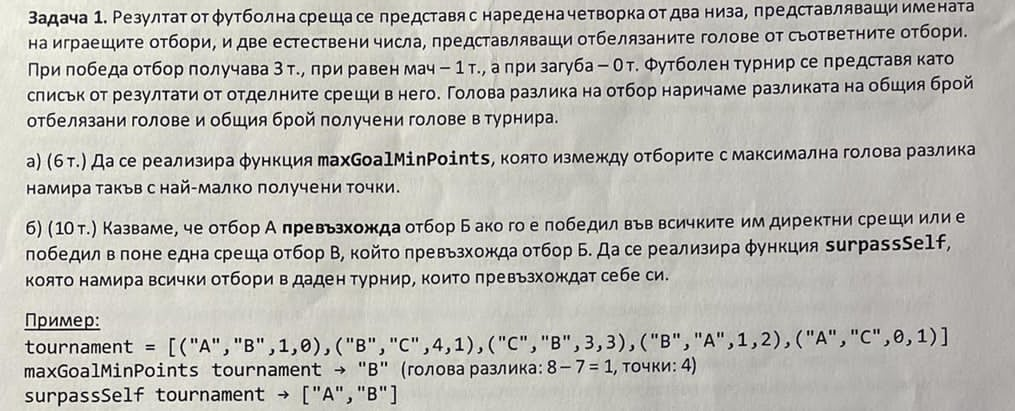 Задача 1. Резултат от футболна среща се представя с наредена четворка от два низа, представляващи имената
на играещите отбори, и две естествени числа, представляващи отбелязаните голове от съответните отбори.
При победа отбор получава 3 т., при равен мач – 1 т., а при загуба – 0 т. Футболен турнир се представя като
списък от резултати от отделните срещи в него. Голова разлика на отбор наричаме разликата на общия брой
отбелязани голове и общия брой получени голове в турнира.
а) (6 т.) Да се реализира функция maxGoalMinPoints, която измежду отборите с максимална голова разлика
намира такъв с най-малко получени точки.
б) (10 т.) Казваме, че отбор А превъзхожда отбор Б ако го е победил във всичките им директни срещи или е
победил в поне една среща отбор В, който превъзхожда отбор Б. Да се реализира функция surpassSelf,
която намира всички отбори в даден турнир, които превъзхождат себе си.
Пример:
tournament = [("A","B",1,0),("B","C",4,1),("C","B",3,3),("B","A",1,2),("A","C",0,1)]
maxGoalMinPoints tournament → "B" (голова разлика: 8 – 7 = 1, точки: 4)
surpassSelf tournament → ["A","B"]